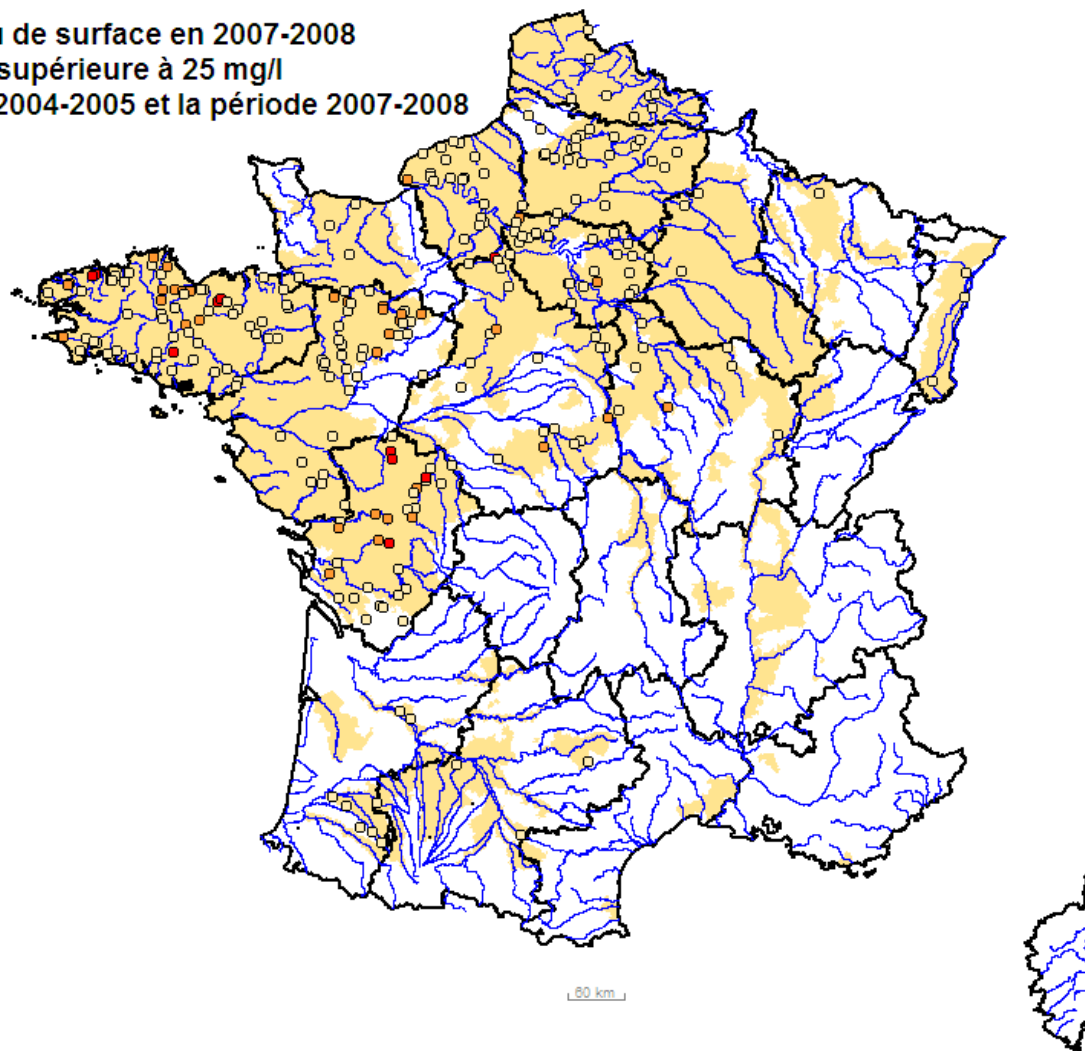 de surface en 2007-2008
supérieure à 25 mg/l
2004-2005 et la période 2007-2008
60 km